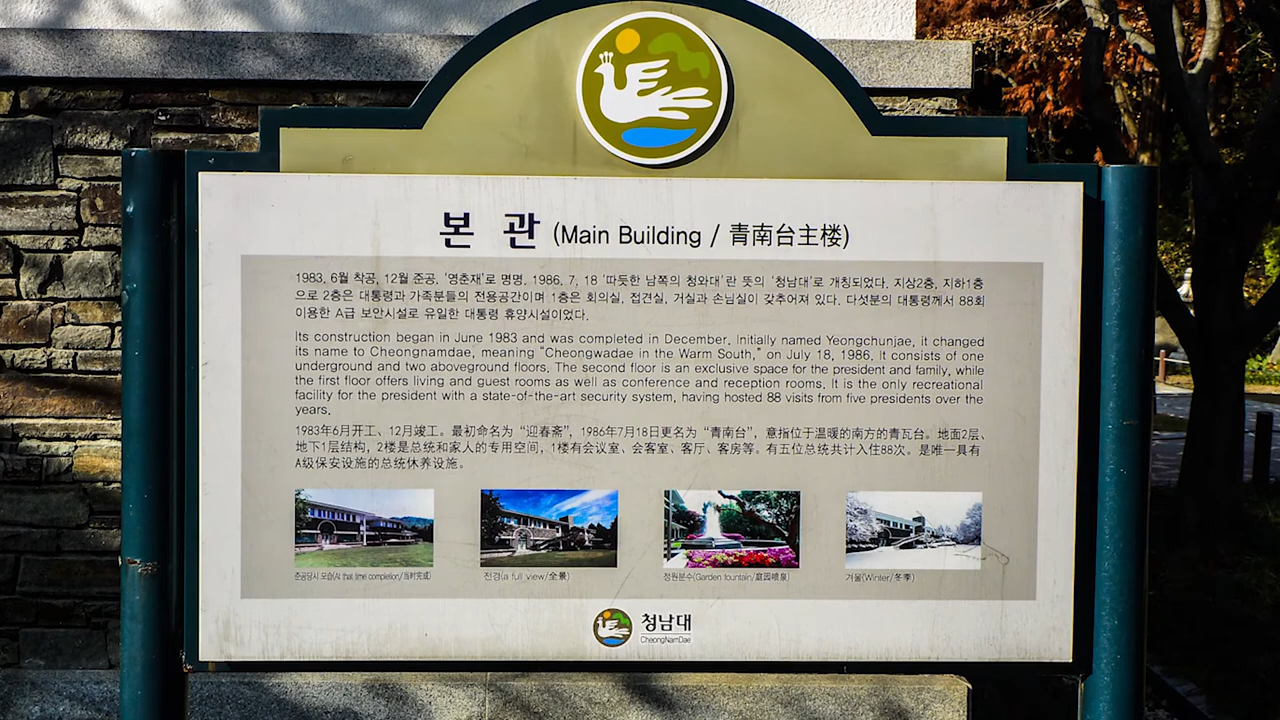 본 관 (Main Building / 青南台主楼)
1983. 6월 착공, 12월 준공, '영춘재'로 명명. 1986. 7. 18 '따듯한 남쪽의 청와대'란 뜻의 '청남대'로 개칭되었다. 지상2층, 지하1층
으로 2층은 대통령과 가족분들의 전용공간이며 1층은 회의실, 접견실, 거실과 손님실이 갖추어져 있다. 다섯분의 대통령께서 88회
이용한 A급 보안시설로 유일한 대통령 휴양시설이었다.
Its construction began in June 1983 and was completed in December. Initially named Yeongchunjae, it changed
its name to Cheongnamdae, meaning "Cheongwadae in the Warm South," on July 18, 1986. It consists of one
underground and two aboveground floors. The second floor is an exclusive space for the president and family, while
the first floor offers living and guest rooms as well as conference and reception rooms. It is the only recreational
facility for the president with a state-of-the-art security system, having hosted 88 visits from five presidents over the
years.
1983年6月开工、12月竣工。最初命名为“迎春斋”，1986年7月18日更名为“青南台”，意指位于温暖的南方的青瓦台。地面2层、
地下1层结构，2楼是总统和家人的专用空间，1楼有会议室、会客室、客厅、客房等。有五位总统共计入住88次。是唯一具有
A级保安设施的总统休养设施。
준공당시 모습(At that time completion/当时完成)
전경(a full view/全景)
정원분수(Garden fountain/庭园喷泉)
겨울(Winter/冬季)
청남대
CheongNamDae